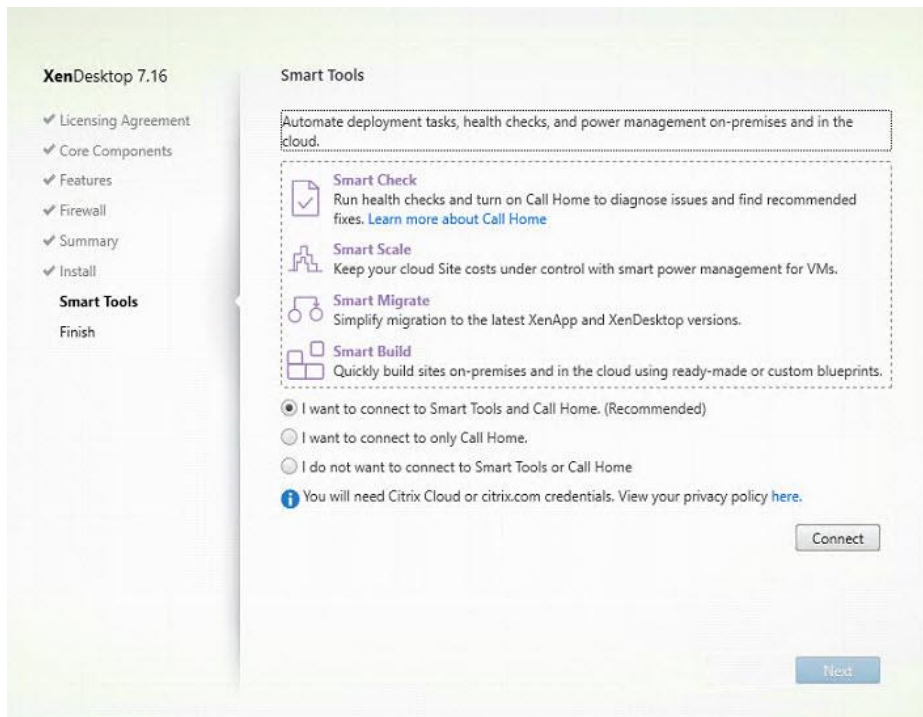 XenDesktop 7.16
Licensing Agreement
Core Components
Features
Firewall
Summary
Install
Smart Tools
Finish
Smart Tools
Automate deployment tasks, health checks, and power management on-premises and in the
cloud.
Smart Check
Run health checks and turn on Call Home to diagnose issues and find recommended
fixes. Learn more about Call Home
Smart Scale
Keep your cloud Site costs under control with smart power management for VMs.
Smart Migrate
Simplify migration to the latest XenApp and XenDesktop versions.
Smart Build
Quickly build sites on-premises and in the cloud using ready-made or custom blueprints.
I want to connect to Smart Tools and Call Home. (Recommended)
I want to connect to only Call Home.
I do not want to connect to Smart Tools or Call Home
You will need Citrix Cloud or citrix.com credentials. View your privacy policy here.
Connect
Next